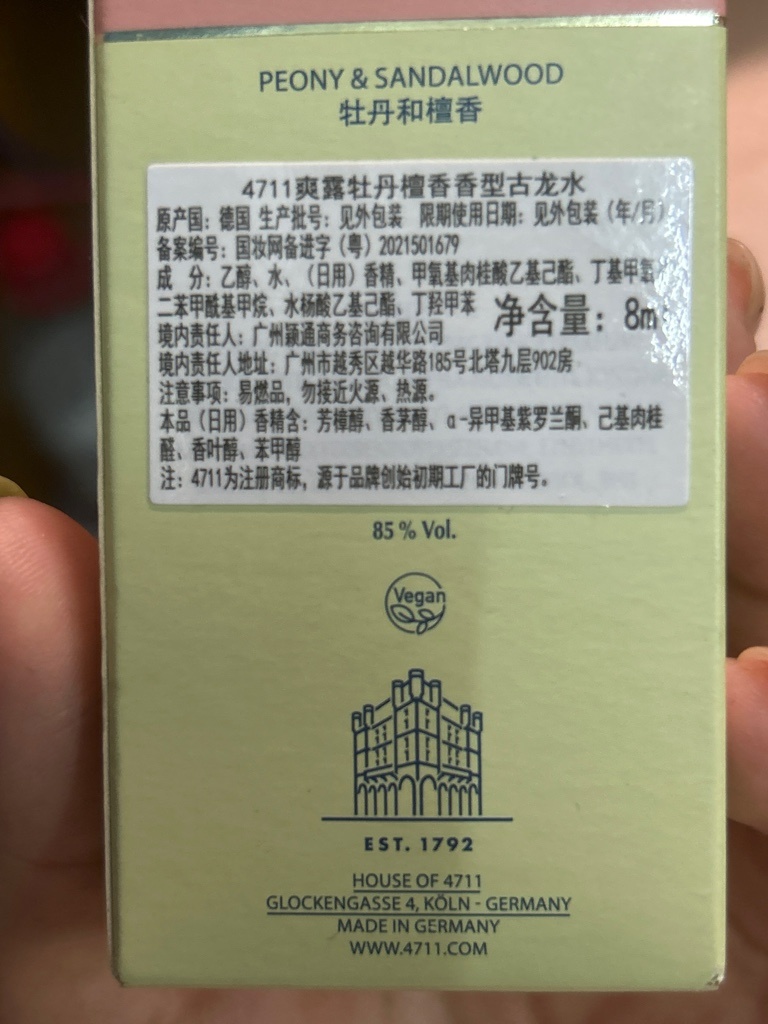 PEONY & SANDALWOOD
牡丹和檀香
4711爽露牡丹檀香香型古龙水
原产国：德国 生产批号：见外包装 限期使用日期：见外包装（年/月）
备案编号：国妆网备进字（粤）2021501679
成 分：乙醇、水、（日用）香精、甲氧基肉桂酸乙基己酯、丁基甲氧
二苯甲酰基甲烷、水杨酸乙基己酯、丁羟甲苯 净含量：8m
境内责任人：广州颖通商务咨询有限公司
境内责任人地址：广州市越秀区越华路185号北塔九层902房
注意事项：易燃品，勿接近火源、热源。
本品（日用）香精含：芳樟醇、香茅醇、α-异甲基紫罗兰酮、己基肉桂
醛、香叶醇、苯甲醇
注：4711为注册商标，源于品牌创始初期工厂的门牌号。
85 % Vol.
Vegan
EST. 1792
HOUSE OF 4711
GLOCKENGASSE 4, KÖLN - GERMANY
MADE IN GERMANY
WWW.4711.COM